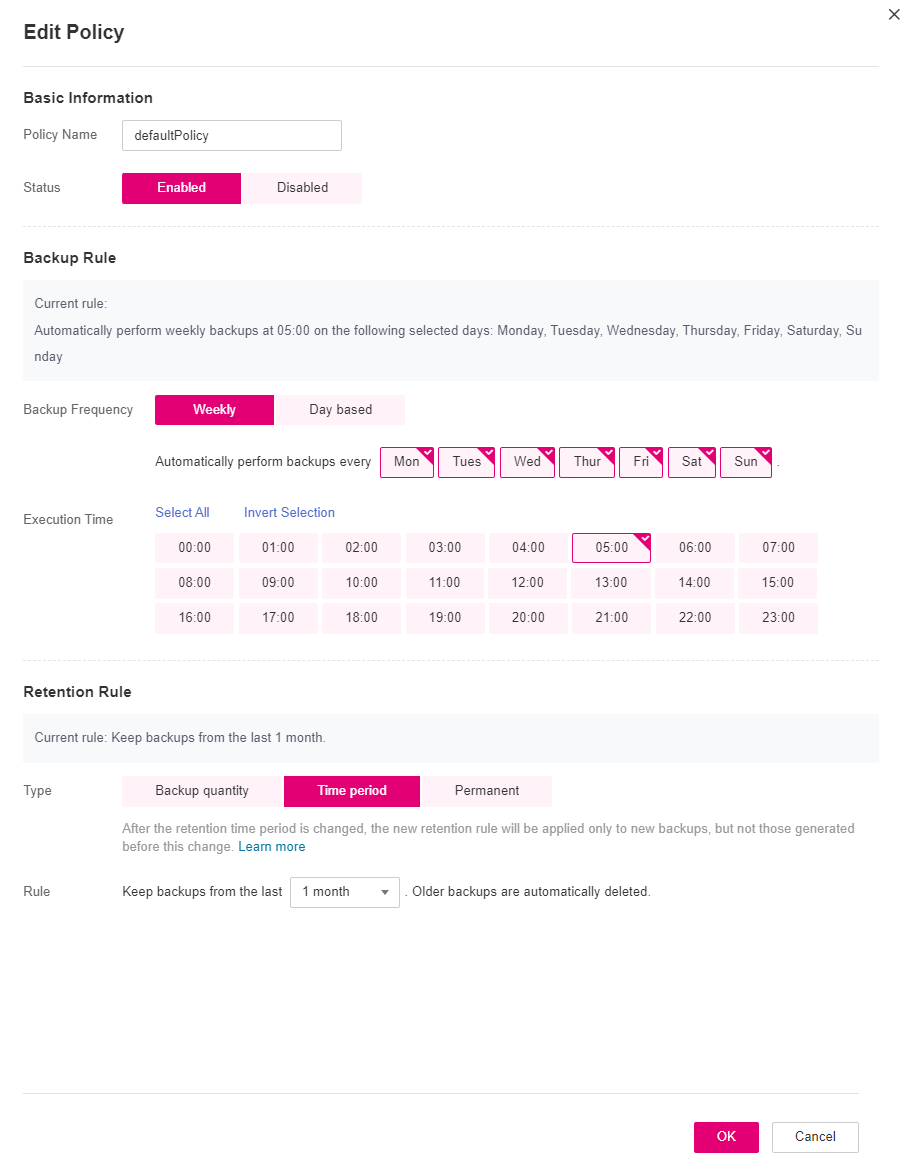 Edit Policy
Basic Information
Policy Name defaultPolicy
Status Enabled Disabled
Backup Rule
Current rule:
Automatically perform weekly backups at 05:00 on the following selected days: Monday, Tuesday, Wednesday, Thursday, Friday, Saturday, Su
nday
Backup Frequency Weekly Day based
Automatically perform backups every Mon Tues Wed Thur Fri Sat Sun .
Execution Time Select All Invert Selection
00:00 01:00 02:00 03:00 04:00 05:00 06:00 07:00
08:00 09:00 10:00 11:00 12:00 13:00 14:00 15:00
16:00 17:00 18:00 19:00 20:00 21:00 22:00 23:00
Retention Rule
Current rule: Keep backups from the last 1 month.
Type Backup quantity Time period Permanent
After the retention time period is changed, the new retention rule will be applied only to new backups, but not those generated
before this change. Learn more
Rule Keep backups from the last 1 month . Older backups are automatically deleted.
OK Cancel